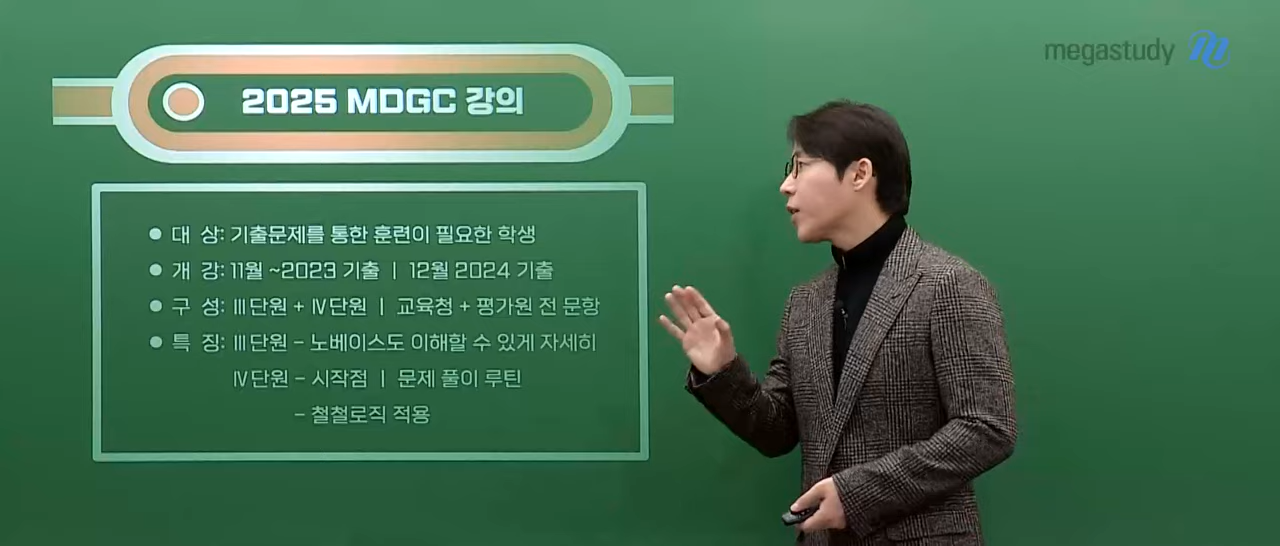 megastudy M
2025 MDGC 강의
● 대 상: 기출문제를 통한 훈련이 필요한 학생
● 개 강: 11월 ~2023 기출 | 12월 2024 기출
● 구 성: Ⅲ단원 + Ⅳ단원 | 교육청 + 평가원 전 문항
● 특 징: Ⅲ단원 - 노베이스도 이해할 수 있게 자세히
Ⅳ단원 - 시작점 | 문제 풀이 루틴
- 철철로직 적용